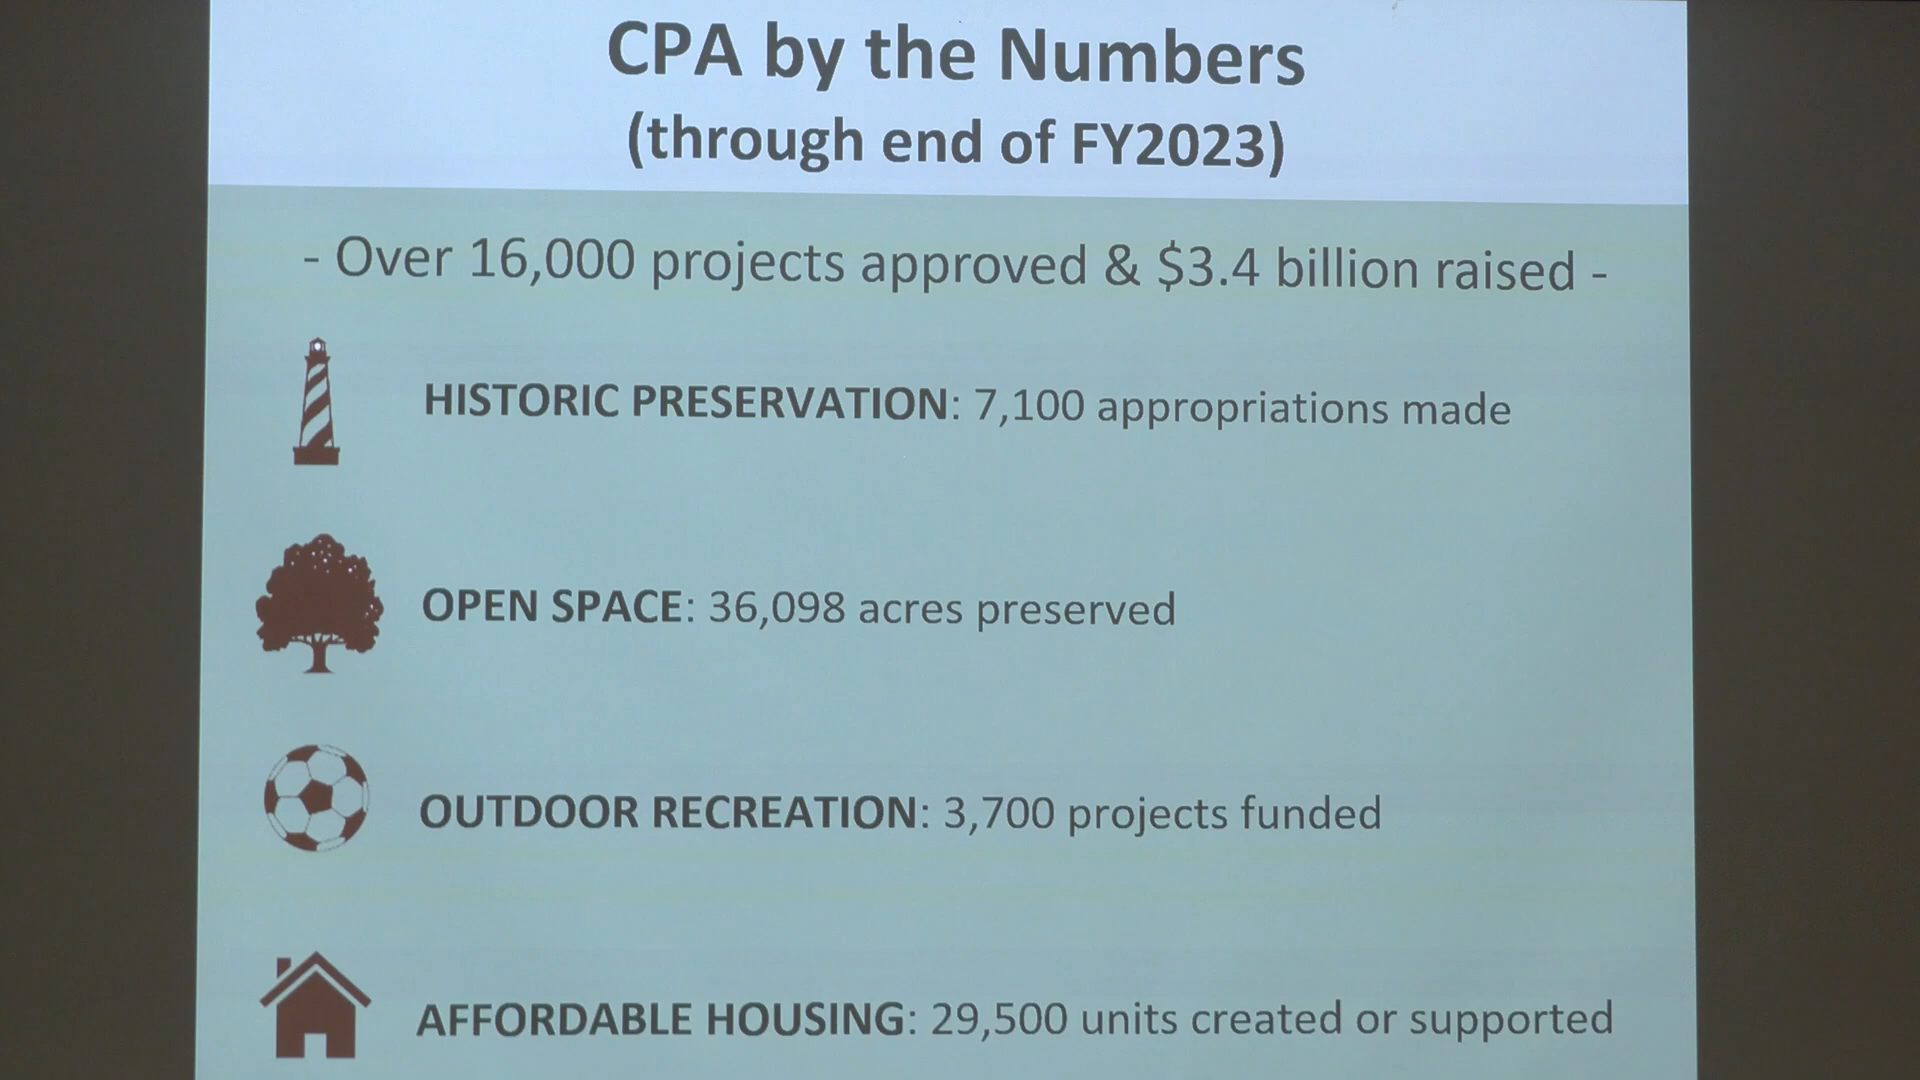 CPA by the Numbers
(through end of FY2023)
- Over 16,000 projects approved & $3.4 billion raised -
HISTORIC PRESERVATION: 7,100 appropriations made
OPEN SPACE: 36,098 acres preserved
OUTDOOR RECREATION: 3,700 projects funded
AFFORDABLE HOUSING: 29,500 units created or supported